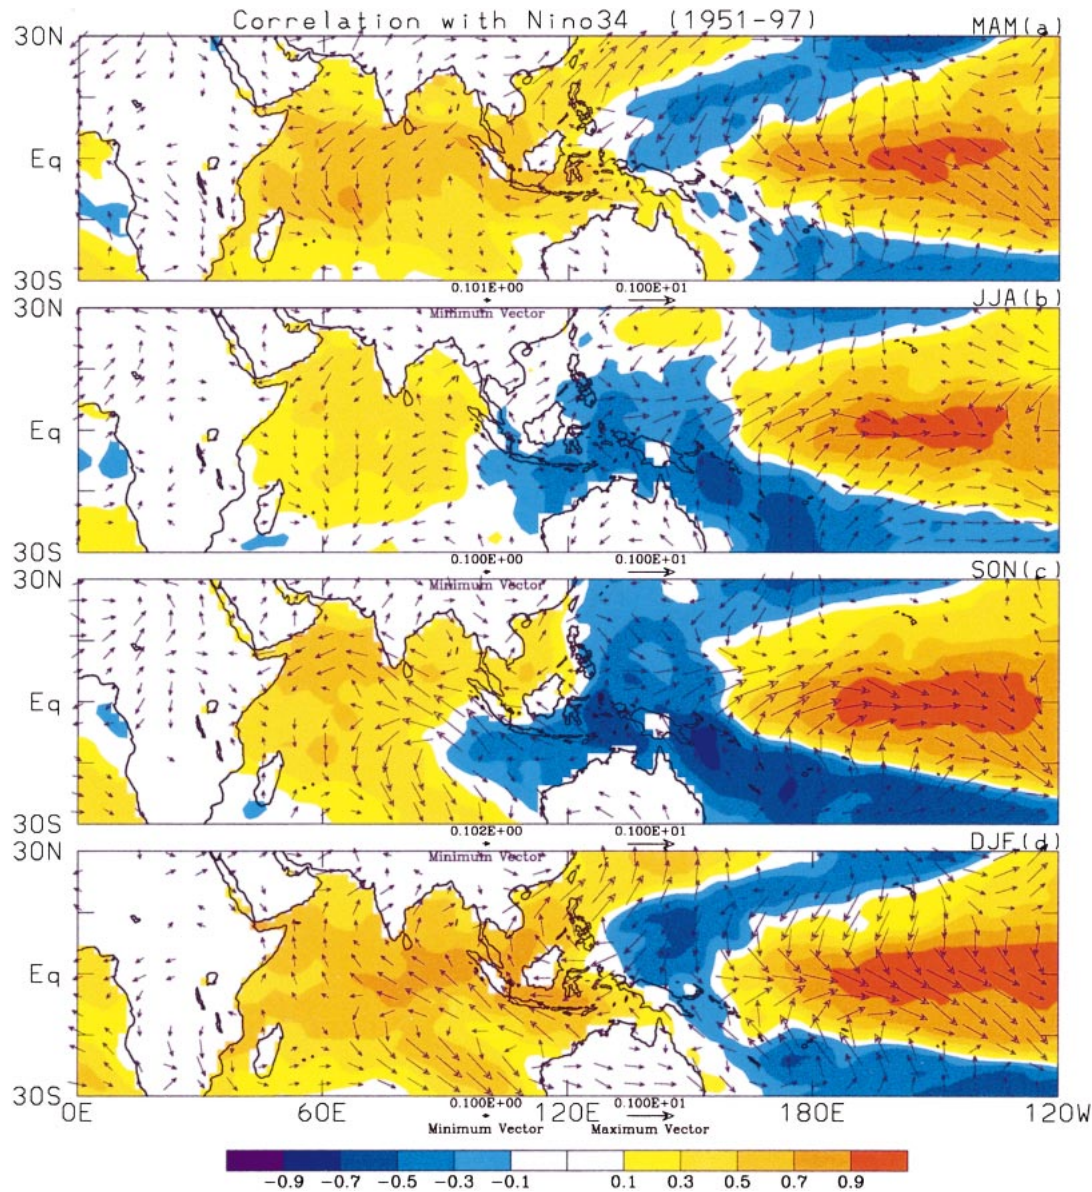 Correlation with Nino34 (1951-97)
MAM(a)
30N
Eq
30S
0.101E+00 0.100E+01
Minimum Vector
JJA(b)
30N
Eq
30S
0.100E+00 0.100E+01
Minimum Vector
SON(c)
30N
Eq
30S
0.102E+00 0.100E+01
Minimum Vector
DJF(d)
30N
Eq
30S
0E 60E 120E 180E 120W
0.100E+00 0.100E+01
Minimum Vector Maximum Vector
-0.9 -0.7 -0.5 -0.3 -0.1 0.1 0.3 0.5 0.7 0.9